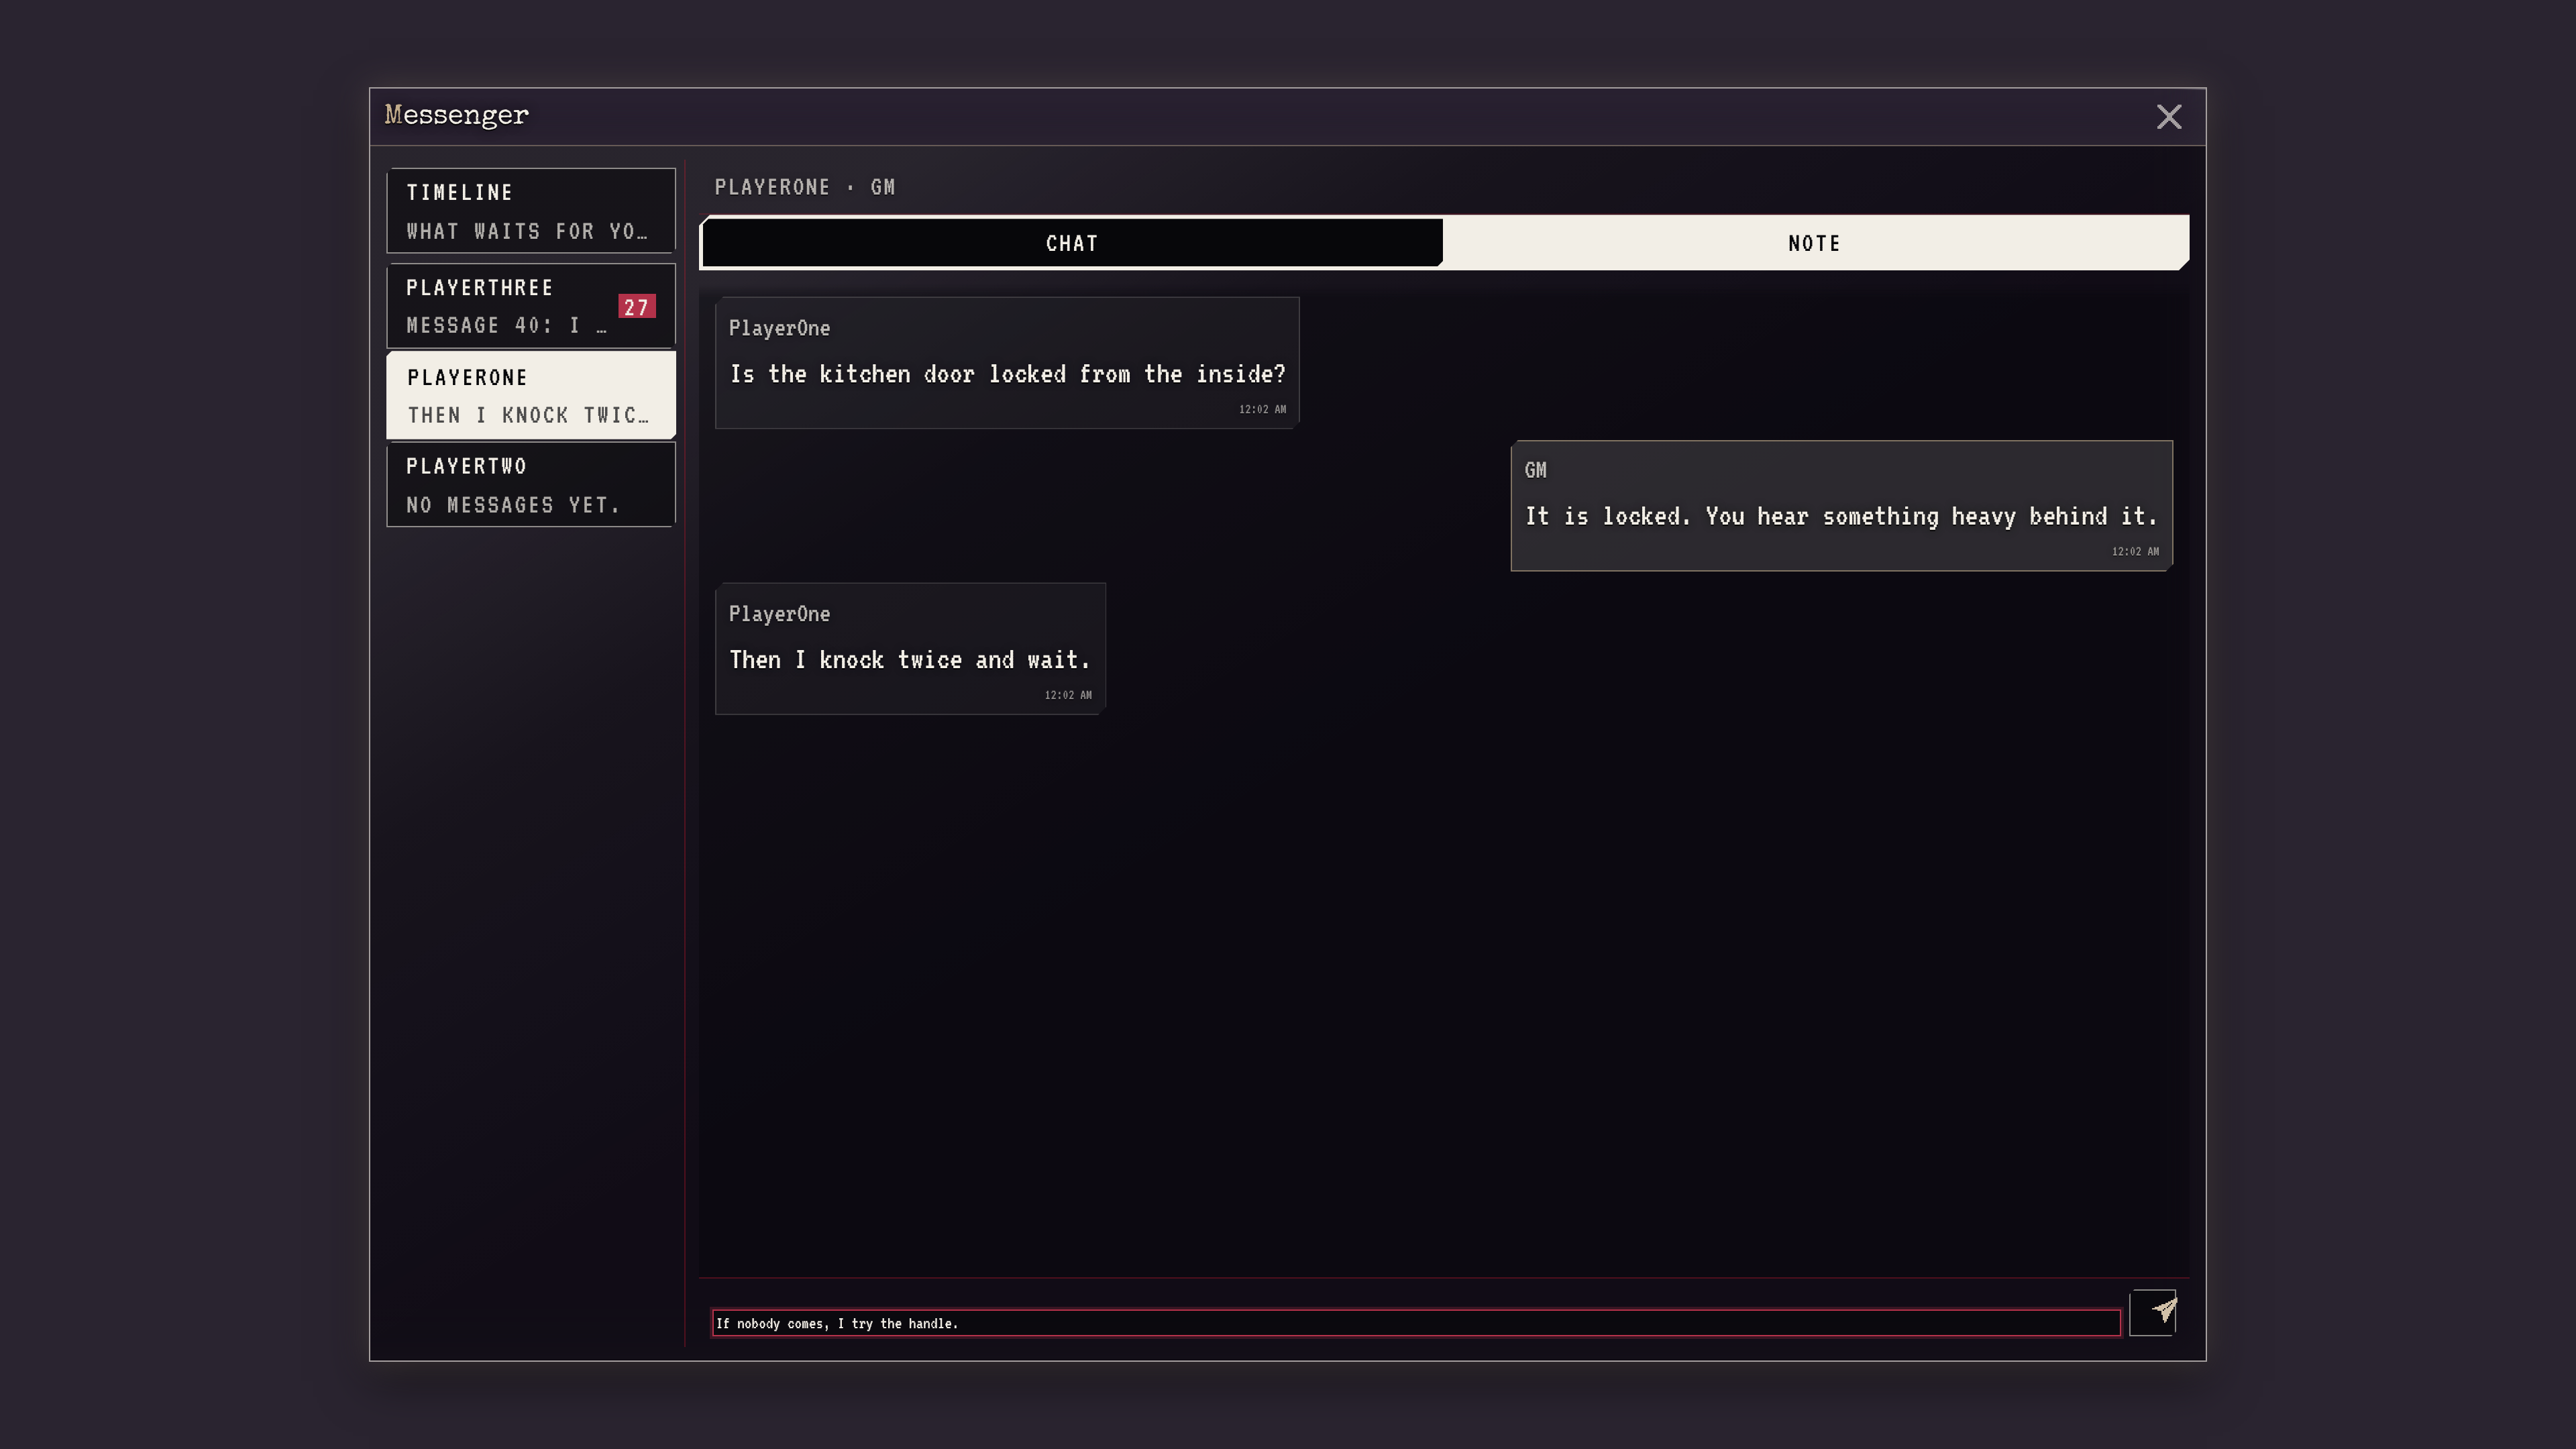 Messenger
TIMELINE
WHAT WAITS FOR YO…
PLAYERTHREE
MESSAGE 40: I …
27
PLAYERONE
THEN I KNOCK TWIC…
PLAYERTWO
NO MESSAGES YET.
PLAYERONE · GM
CHAT
NOTE
PlayerOne
Is the kitchen door locked from the inside?
12:02 AM
GM
It is locked. You hear something heavy behind it.
12:02 AM
PlayerOne
Then I knock twice and wait.
12:02 AM
If nobody comes, I try the handle.